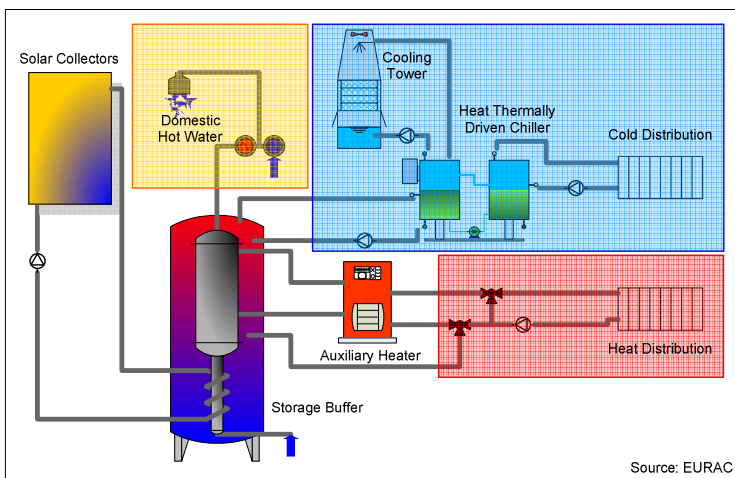 Solar Collectors
Domestic
Hot Water
Cooling
Tower
Heat Thermally
Driven Chiller
Cold Distribution
Auxiliary Heater
Heat Distribution
Storage Buffer
Source: EURAC